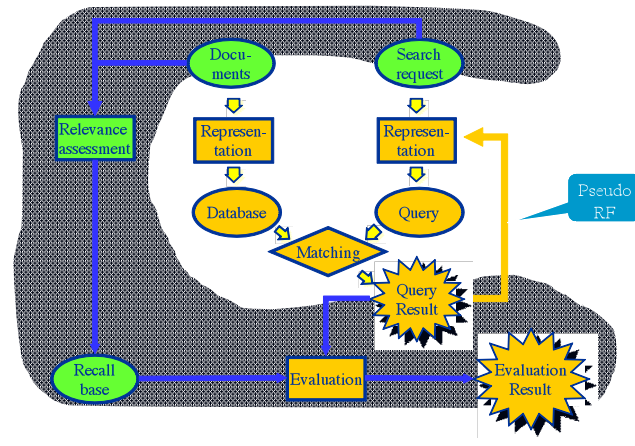 Docu-
ments
Search
request
Relevance
assessment
Represen-
tation
Represen-
tation
Pseudo
RF
Database
Query
Matching
Query
Result
Recall
base
Evaluation
Evaluation
Result